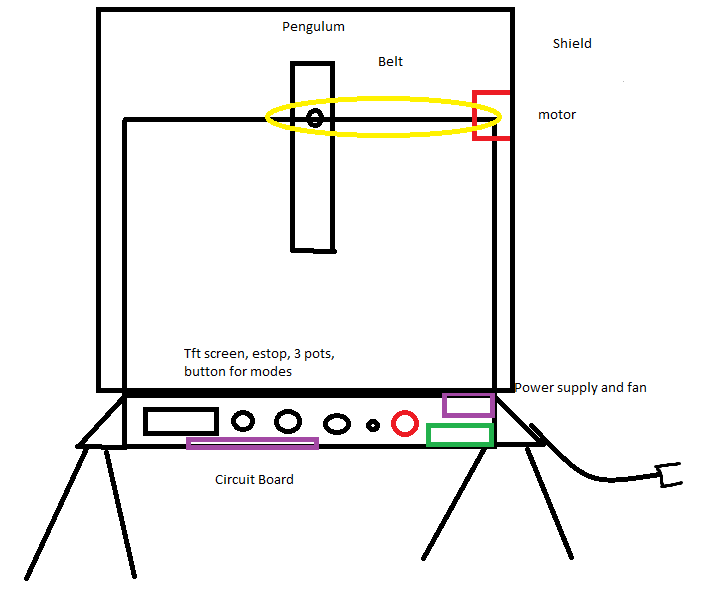 Pengulum
Shield
Belt
motor
Tft screen, estop, 3 pots,
button for modes
Power supply and fan
Circuit Board